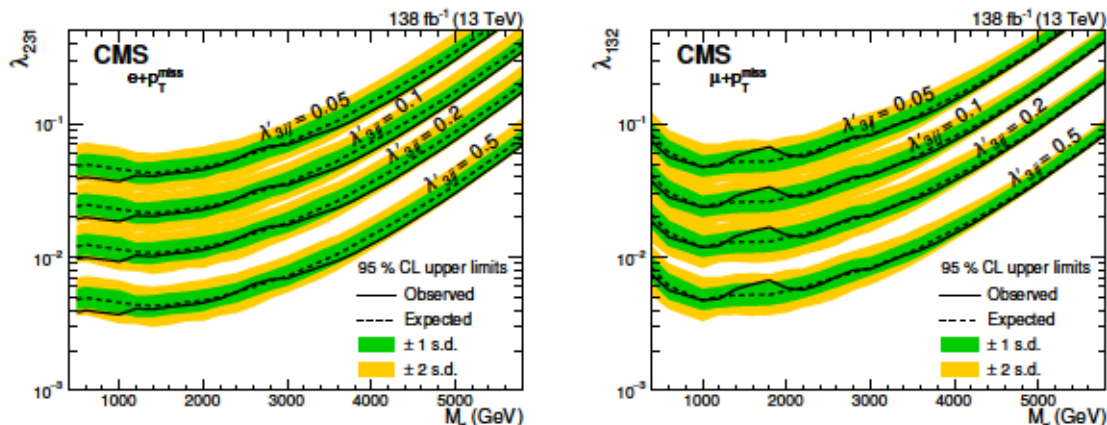 138 fb⁻¹ (13 TeV)
λ₂₃₁
CMS
e+p_T^miss
λ'₃ᵢⱼ = 0.05
λ'₃ᵢⱼ = 0.1
λ'₃ᵢⱼ = 0.2
λ'₃ᵢⱼ = 0.5
10⁻¹
10⁻²
10⁻³
95 % CL upper limits
Observed
Expected
± 1 s.d.
± 2 s.d.
1000 2000 3000 4000 5000
(GeV)
138 fb⁻¹ (13 TeV)
λ₁₃₂
CMS
μ+p_T^miss
λ'₃ᵢⱼ = 0.05
λ'₃ᵢⱼ = 0.1
λ'₃ᵢⱼ = 0.2
λ'₃ᵢⱼ = 0.5
10⁻¹
10⁻²
10⁻³
95 % CL upper limits
Observed
Expected
± 1 s.d.
± 2 s.d.
1000 2000 3000 4000 5000
(GeV)